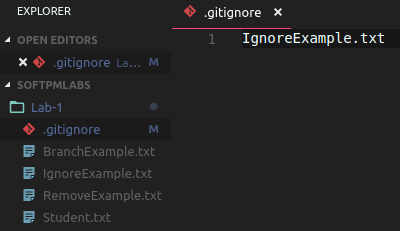 EXPLORER
OPEN EDITORS
.gitignore La... M
SOFTPMLABS
Lab-1
.gitignore M
BranchExample.txt
IgnoreExample.txt
RemoveExample.txt
Student.txt
.gitignore
1 IgnoreExample.txt